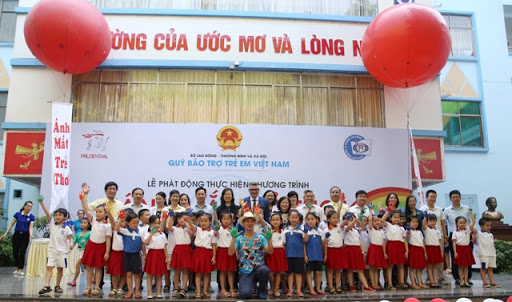 ỜNG CỦA ƯỚC MƠ VÀ LÒNG
BỘ LAO ĐỘNG - THƯƠNG BINH VÀ XÃ HỘI
QUỸ BẢO TRỢ TRẺ EM VIỆT NAM
PRUDENTIAL
LỄ PHÁT ĐỘNG THỰC HIỆN CHƯƠNG TRÌNH
Ánh
Mắt
Trẻ
Thơ